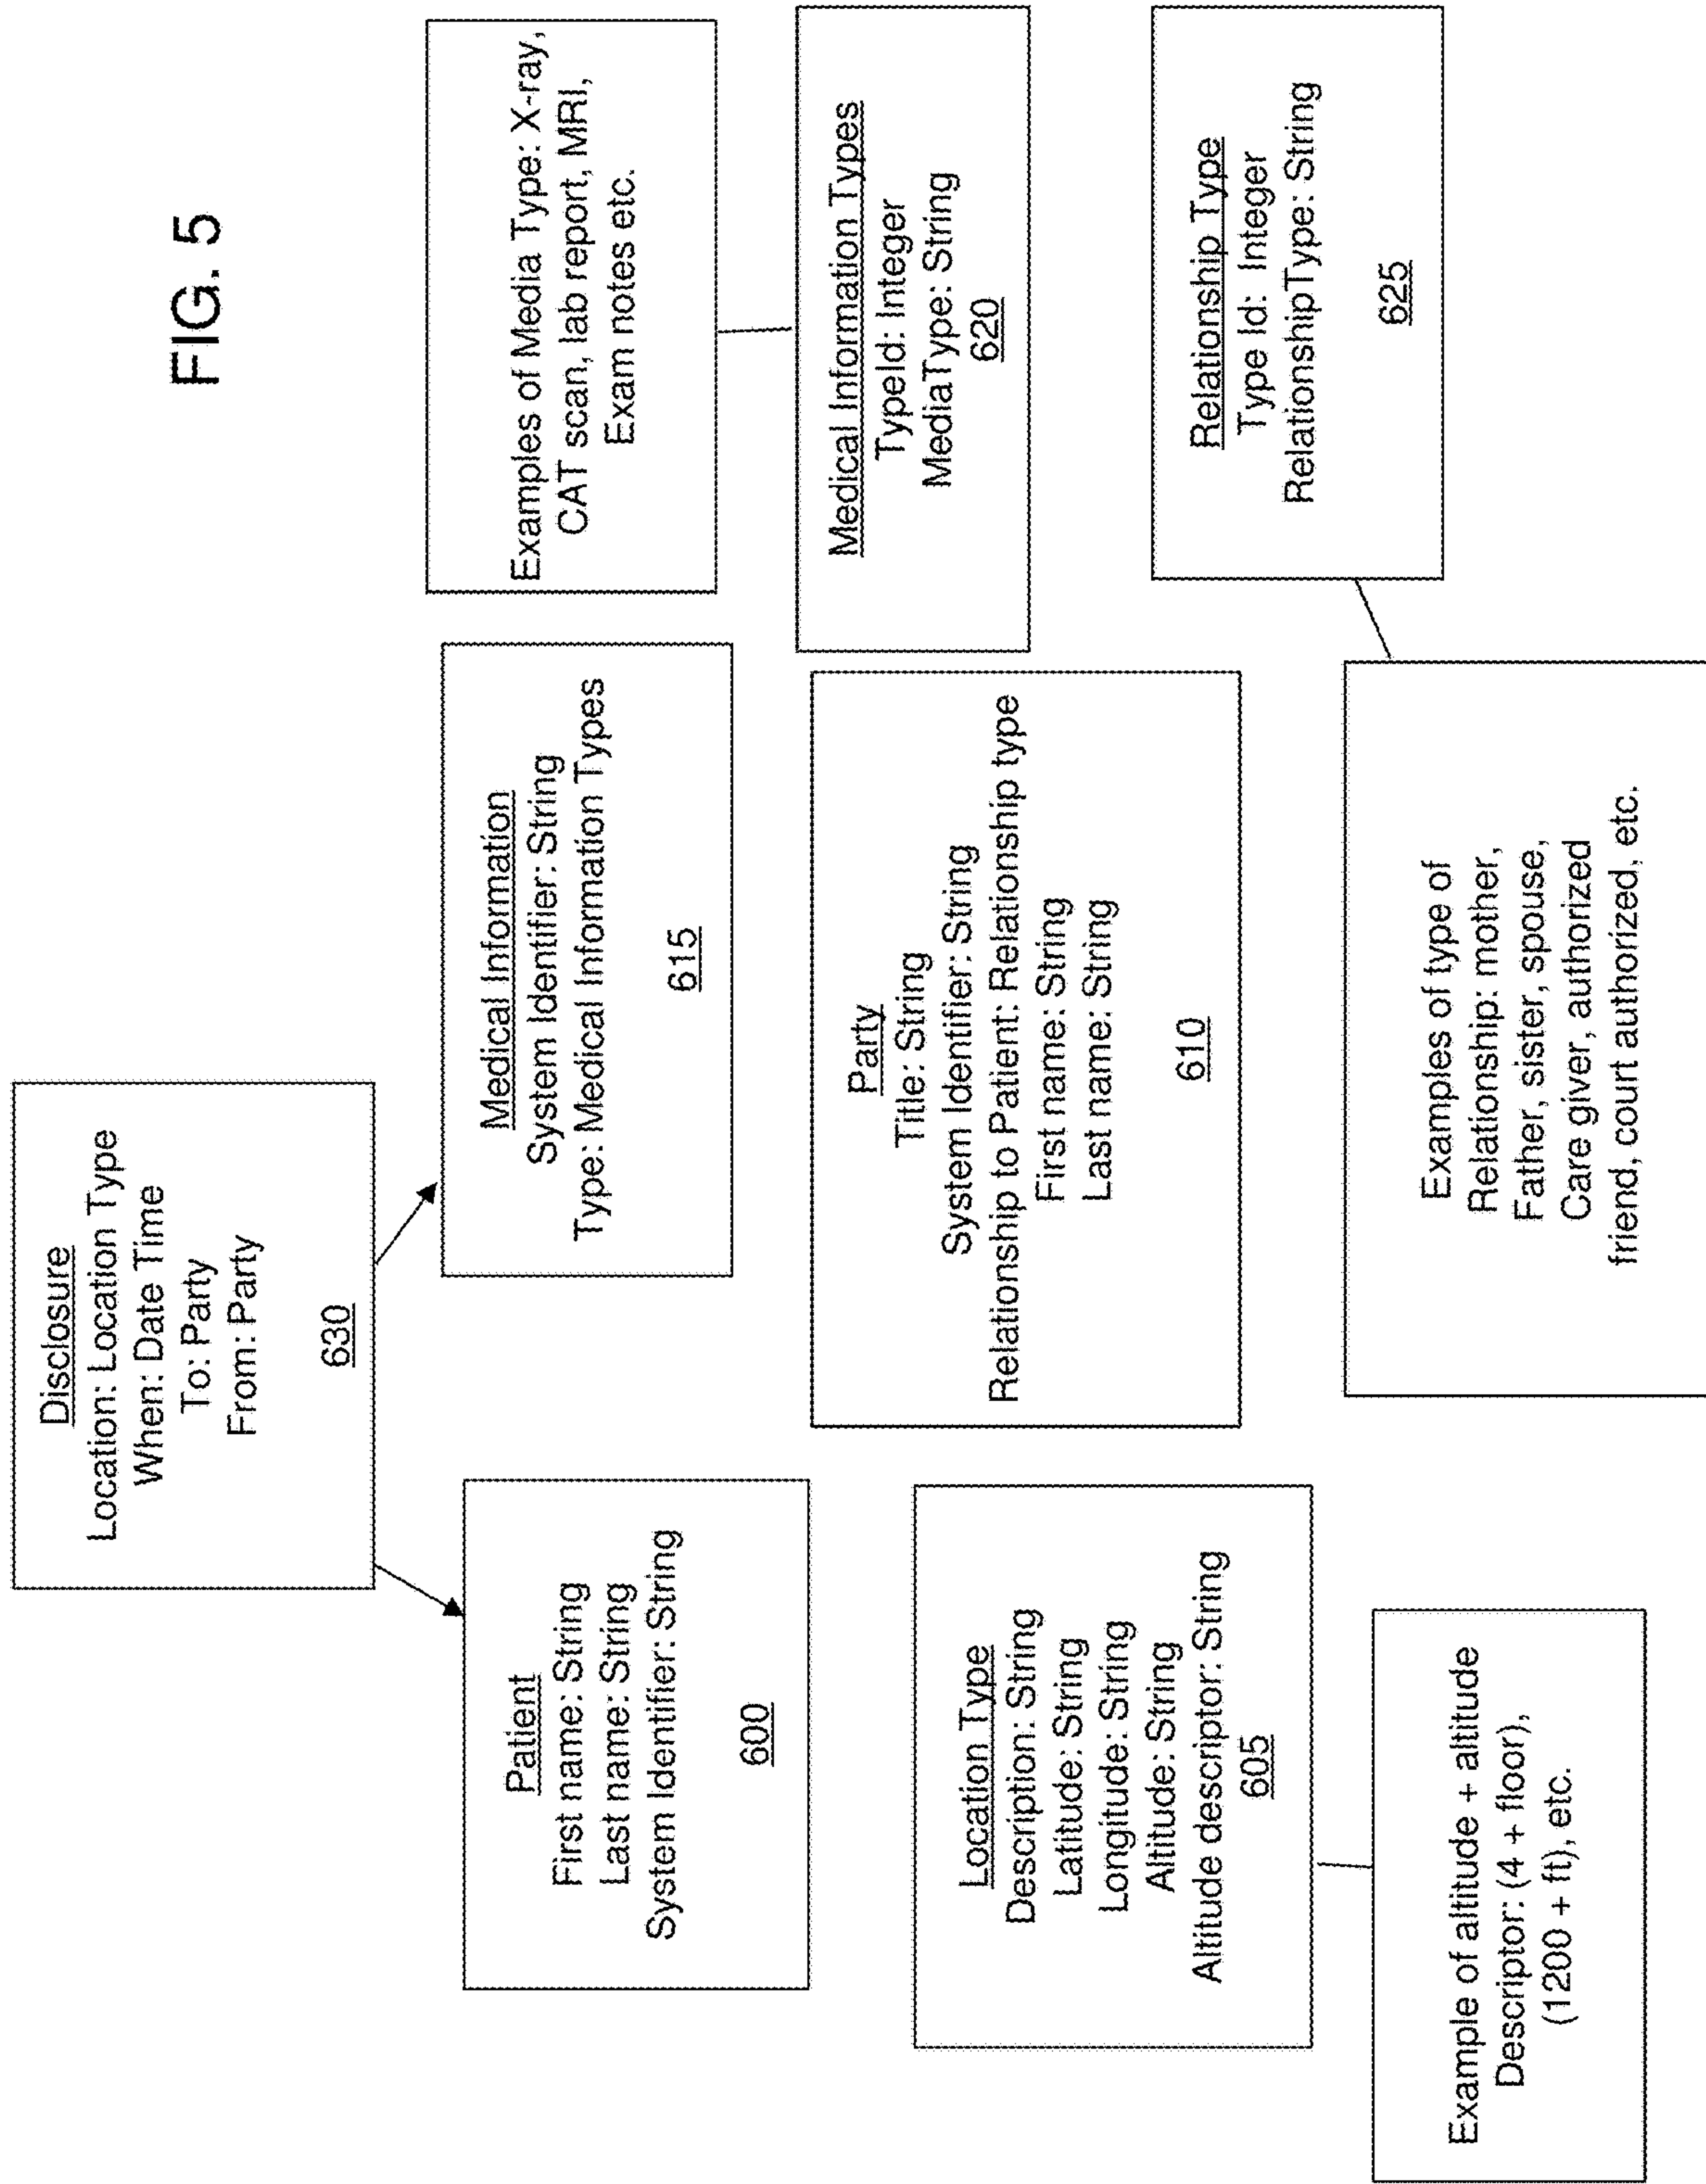 FIG. 5
Disclosure
Location: Location Type
When: Date Time
To: Party
From: Party
630
Patient
First name: String
Last name: String
System Identifier: String
600
Medical Information
System Identifier: String
Type: Medical Information Types
615
Examples of Media Type: X-ray,
CAT scan, lab report, MRI,
Exam notes etc.
Location Type
Description: String
Latitude: String
Longitude: String
Altitude: String
Altitude descriptor: String
605
Party
Title: String
System Identifier: String
Relationship to Patient: Relationship type
First name: String
Last name: String
610
Medical Information Types
TypeId: Integer
MediaType: String
620
Relationship Type
Type Id: Integer
RelationshipType: String
625
Example of altitude + altitude
Descriptor: (4 + floor),
(1200 + ft), etc.
Examples of type of
Relationship: mother,
Father, sister, spouse,
Care giver, authorized
friend, court authorized, etc.